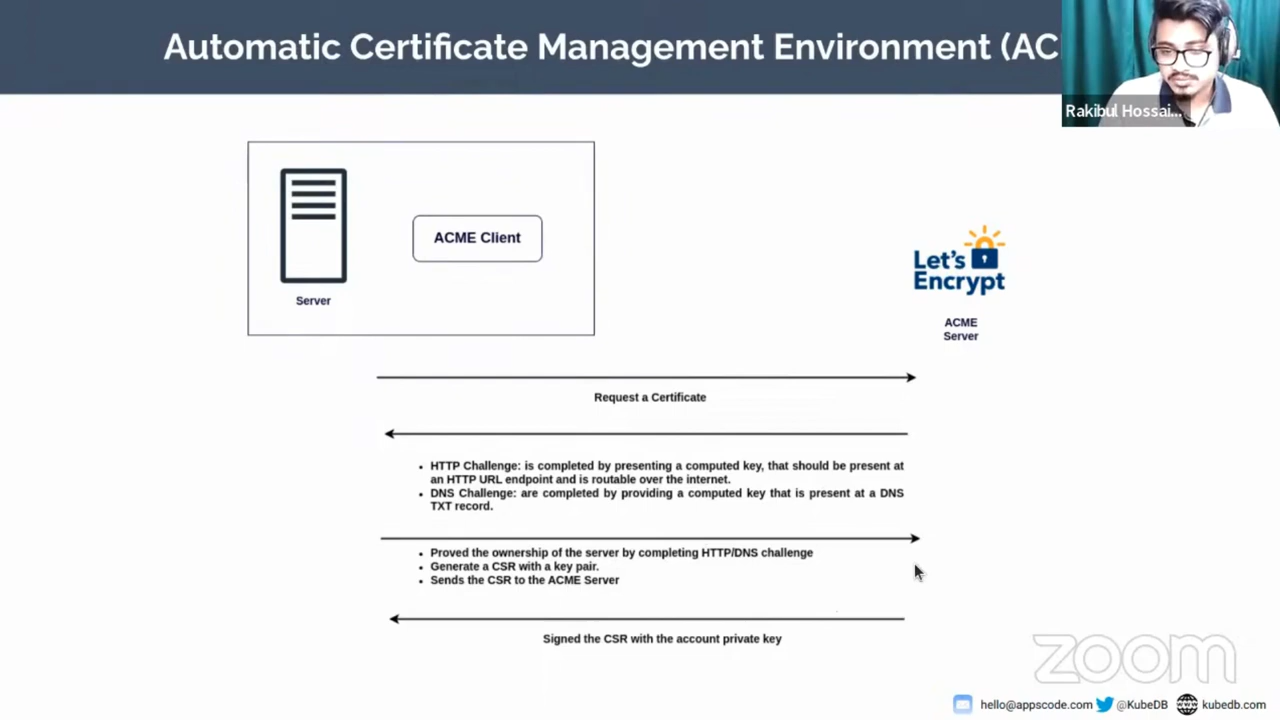 Automatic Certificate Management Environment (AC
Rakibul Hossai...
ACME Client
Server
Let's
Encrypt
ACME
Server
Request a Certificate
• HTTP Challenge: is completed by presenting a computed key, that should be present at
an HTTP URL endpoint and is routable over the internet.
• DNS Challenge: are completed by providing a computed key that is present at a DNS
TXT record.
• Proved the ownership of the server by completing HTTP/DNS challenge
• Generate a CSR with a key pair.
• Sends the CSR to the ACME Server
Signed the CSR with the account private key
zoom
hello@appscode.com @KubeDB www kubedb.com